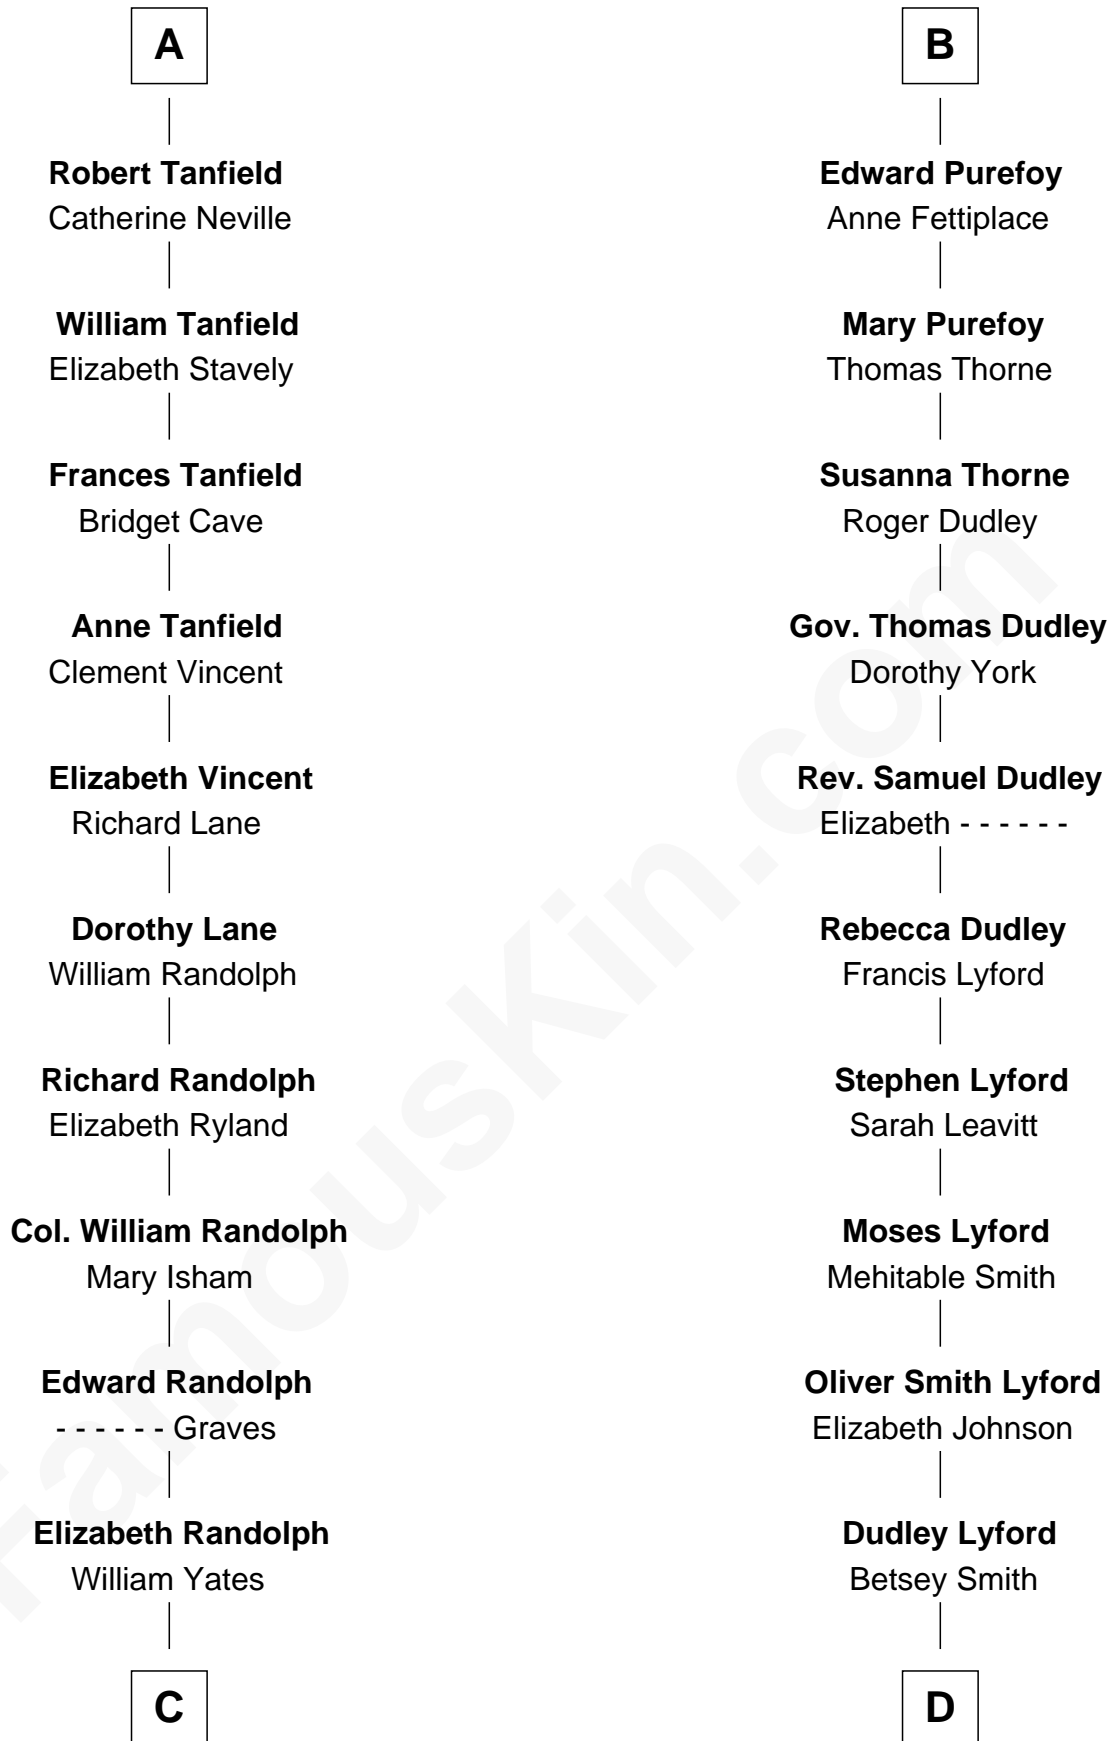 A
Robert Tanfield
Catherine Neville
William Tanfield
Elizabeth Stavely
Frances Tanfield
Bridget Cave
Anne Tanfield
Clement Vincent
Elizabeth Vincent
Richard Lane
Dorothy Lane
William Randolph
Richard Randolph
Elizabeth Ryland
Col. William Randolph
Mary Isham
Edward Randolph
- - - - - - Graves
Elizabeth Randolph
William Yates
C
B
Edward Purefoy
Anne Fettiplace
Mary Purefoy
Thomas Thorne
Susanna Thorne
Roger Dudley
Gov. Thomas Dudley
Dorothy York
Rev. Samuel Dudley
Elizabeth - - - - - -
Rebecca Dudley
Francis Lyford
Stephen Lyford
Sarah Leavitt
Moses Lyford
Mehitable Smith
Oliver Smith Lyford
Elizabeth Johnson
Dudley Lyford
Betsey Smith
D
FamousKin.com